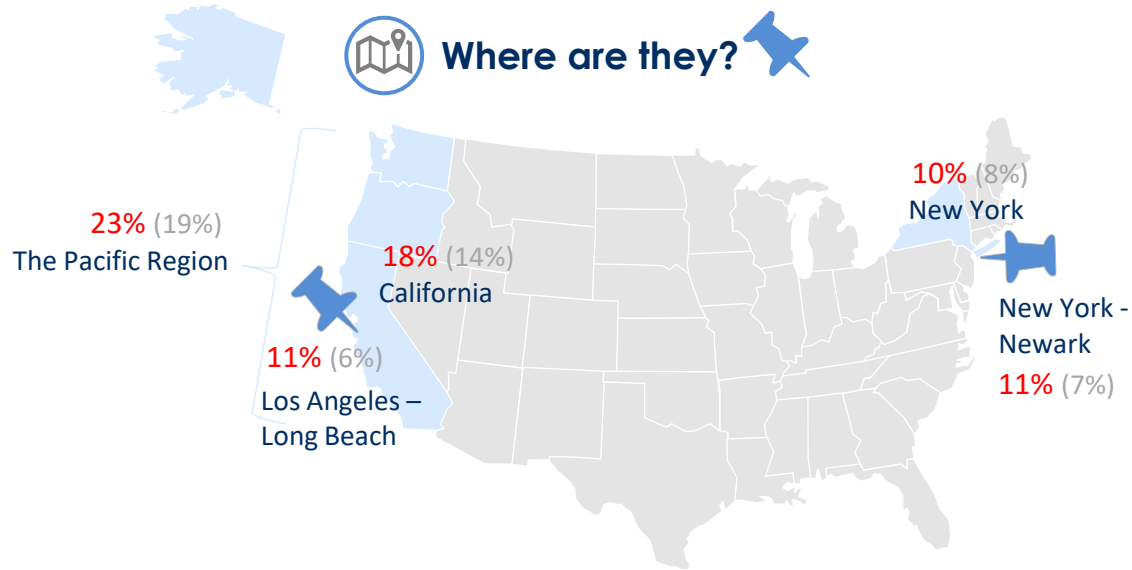 Where are they?
23% (19%)
The Pacific Region
18% (14%)
California
11% (6%)
Los Angeles –
Long Beach
10% (8%)
New York
New York -
Newark
11% (7%)